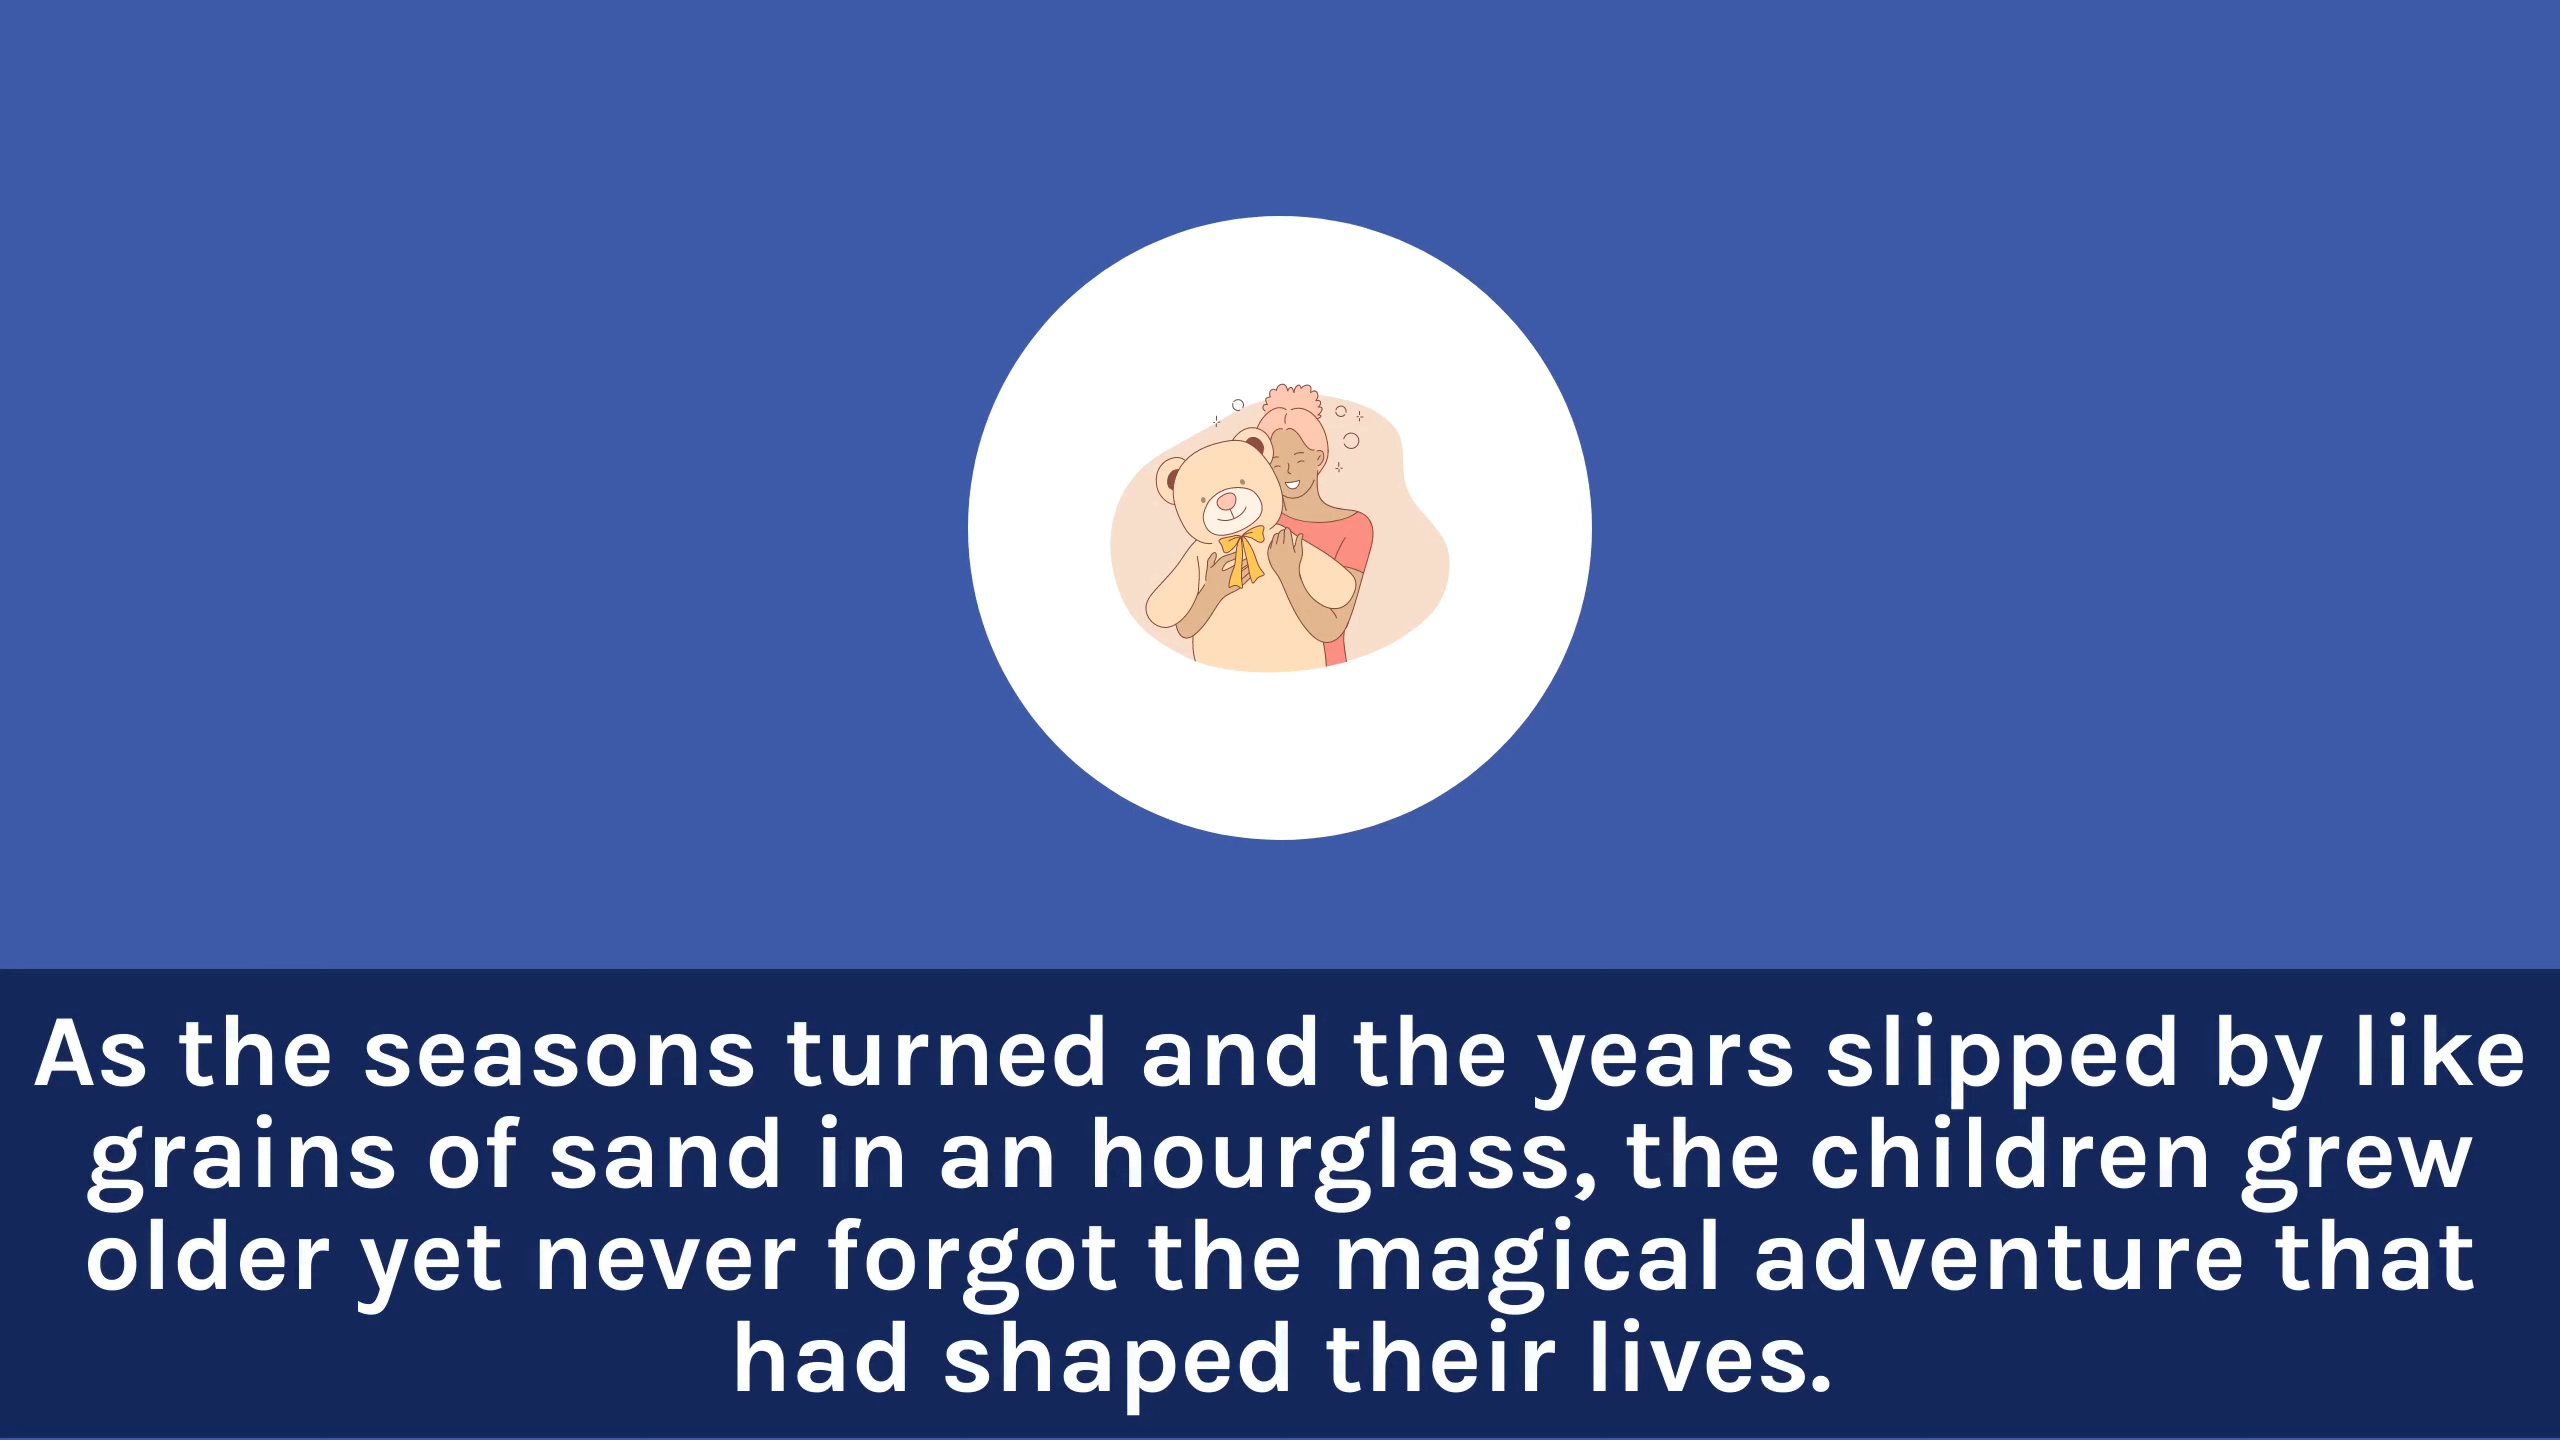 As the seasons turned and the years slipped by like
grains of sand in an hourglass, the children grew
older yet never forgot the magical adventure that
had shaped their lives.